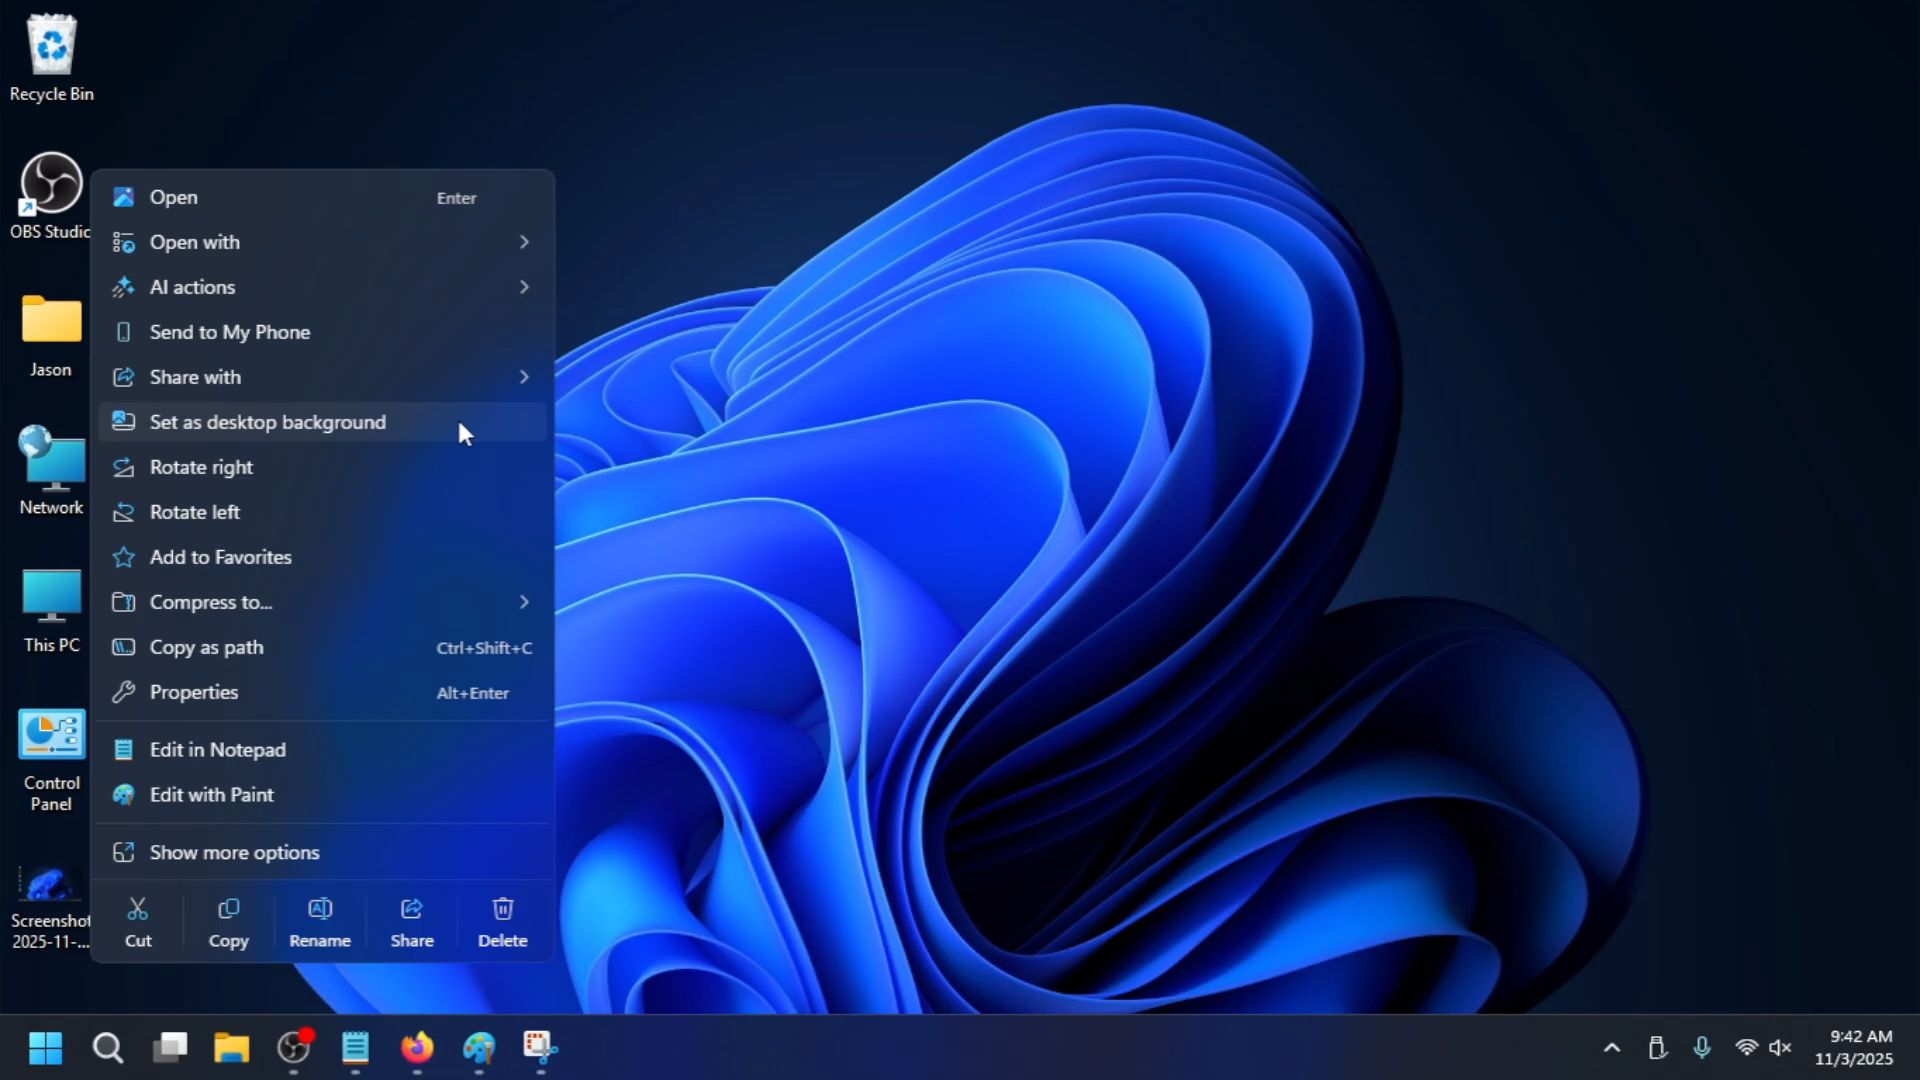 Recycle Bin
OBS Studio
Jason
Network
This PC
Control
Panel
Screenshot
2025-11-...
Open Enter
Open with
AI actions
Send to My Phone
Share with
Set as desktop background
Rotate right
Rotate left
Add to Favorites
Compress to...
Copy as path Ctrl+Shift+C
Properties Alt+Enter
Edit in Notepad
Edit with Paint
Show more options
Cut Copy Rename Share Delete
9:42 AM
11/3/2025